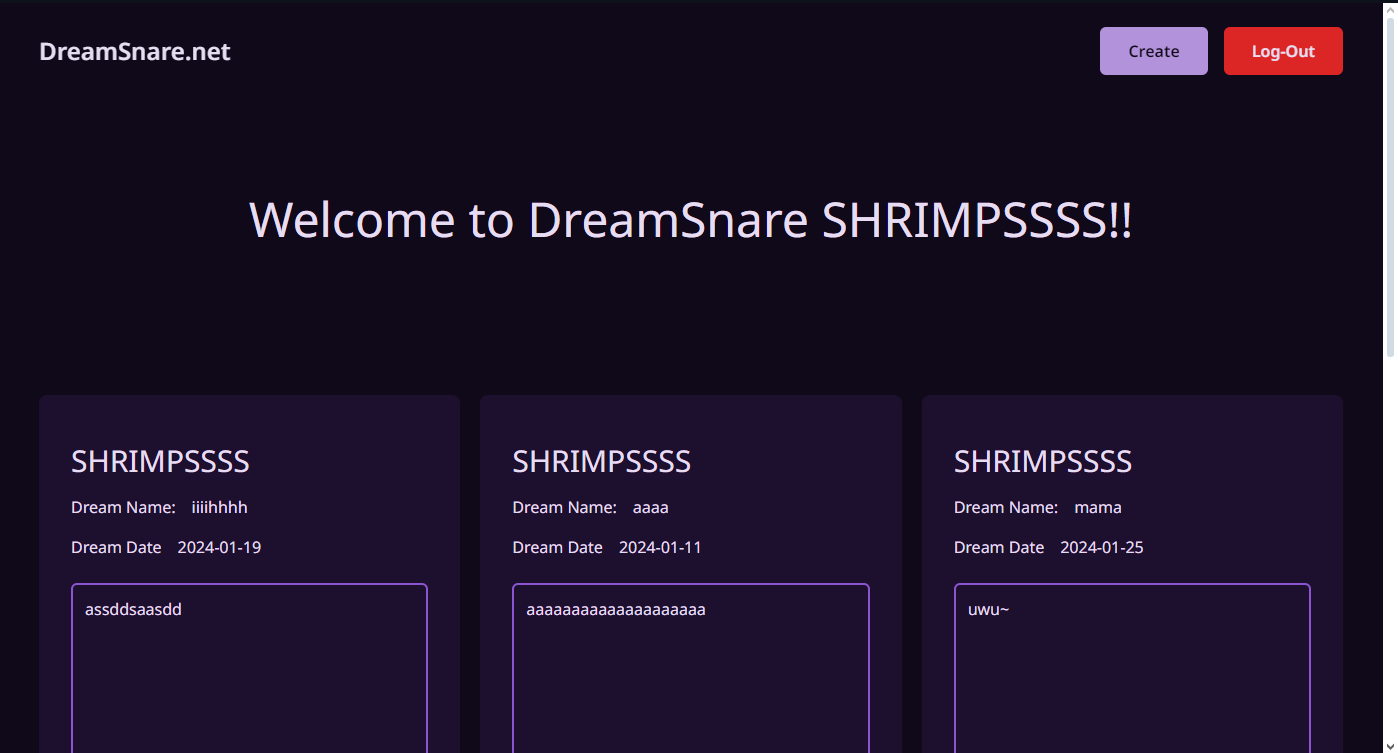 DreamSnare.net
Create
Log-Out
Welcome to DreamSnare SHRIMPSSSS!!
SHRIMPSSSS
Dream Name: iiiihhhh
Dream Date 2024-01-19
assddsaasdd
SHRIMPSSSS
Dream Name: aaaa
Dream Date 2024-01-11
aaaaaaaaaaaaaaaaaaaa
SHRIMPSSSS
Dream Name: mama
Dream Date 2024-01-25
uwu~